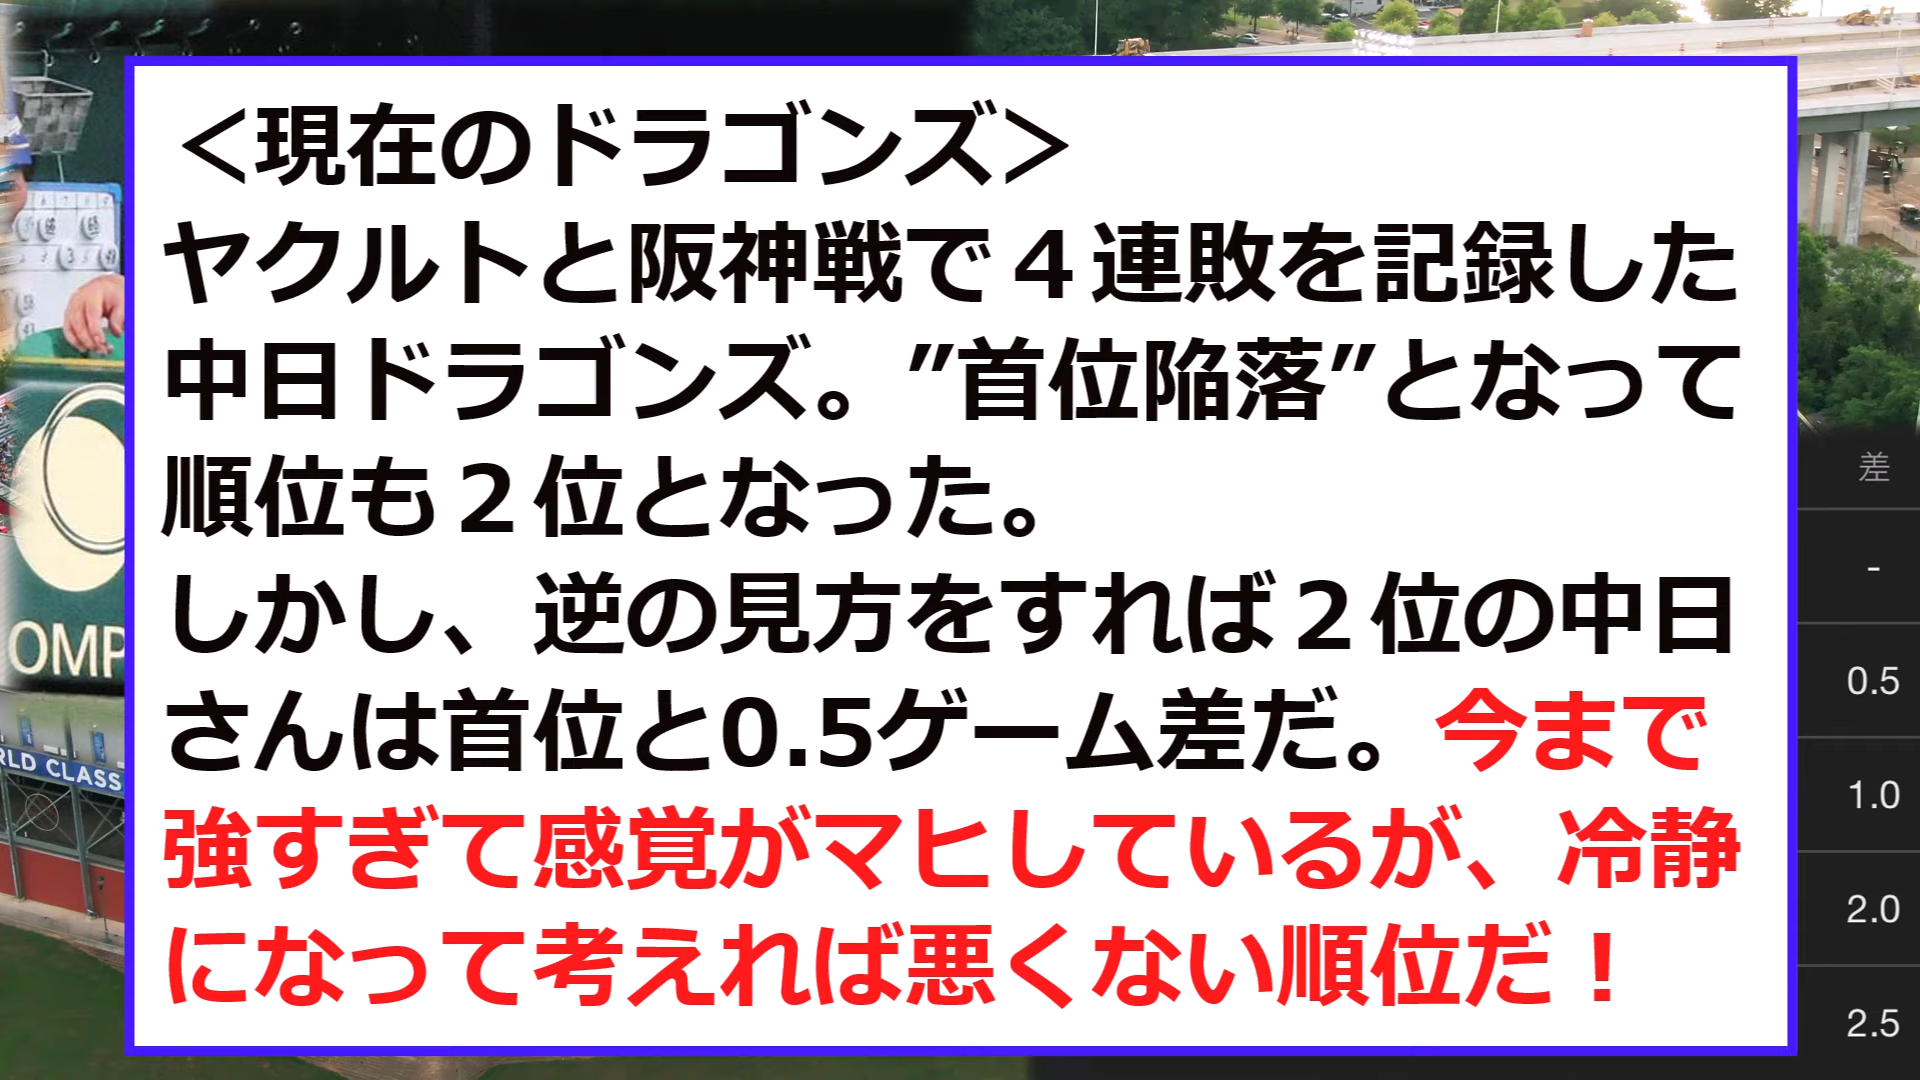 ＜現在のドラゴンズ＞
ヤクルトと阪神戦で４連敗を記録した
中日ドラゴンズ。”首位陥落”となって
順位も２位となった。
しかし、逆の見方をすれば２位の中日
さんは首位と0.5ゲーム差だ。今まで
強すぎて感覚がマヒしているが、冷静
になって考えれば悪くない順位だ！
差
-
0.5
1.0
2.0
2.5
OMP
RLD CLASS